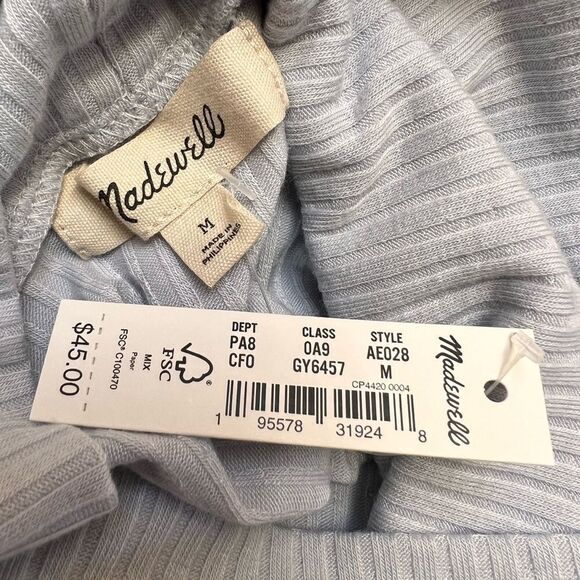 Madewell
M
MADE IN
PHILIPPINES
$45.00
FSC® C100470
Paper
MIX
FSC
DEPT CLASS STYLE
PA8 0A9 AE028
CF0 GY6457 M
CP4420 0004
1 95578 31924 8
Madewell